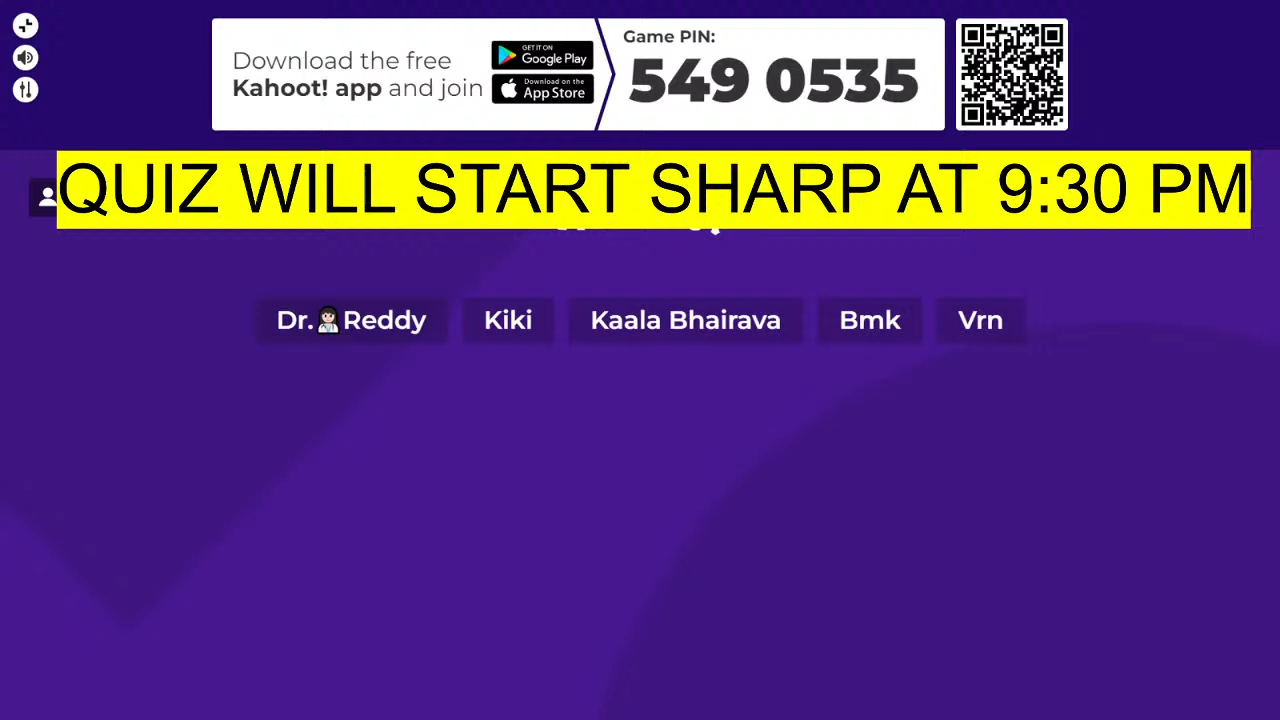 Download the free
Kahoot! app and join
GET IT ON
Google Play
Download on the
App Store
Game PIN:
549 0535
QUIZ WILL START SHARP AT 9:30 PM
Dr.👩🏻‍⚕️Reddy Kiki Kaala Bhairava Bmk Vrn